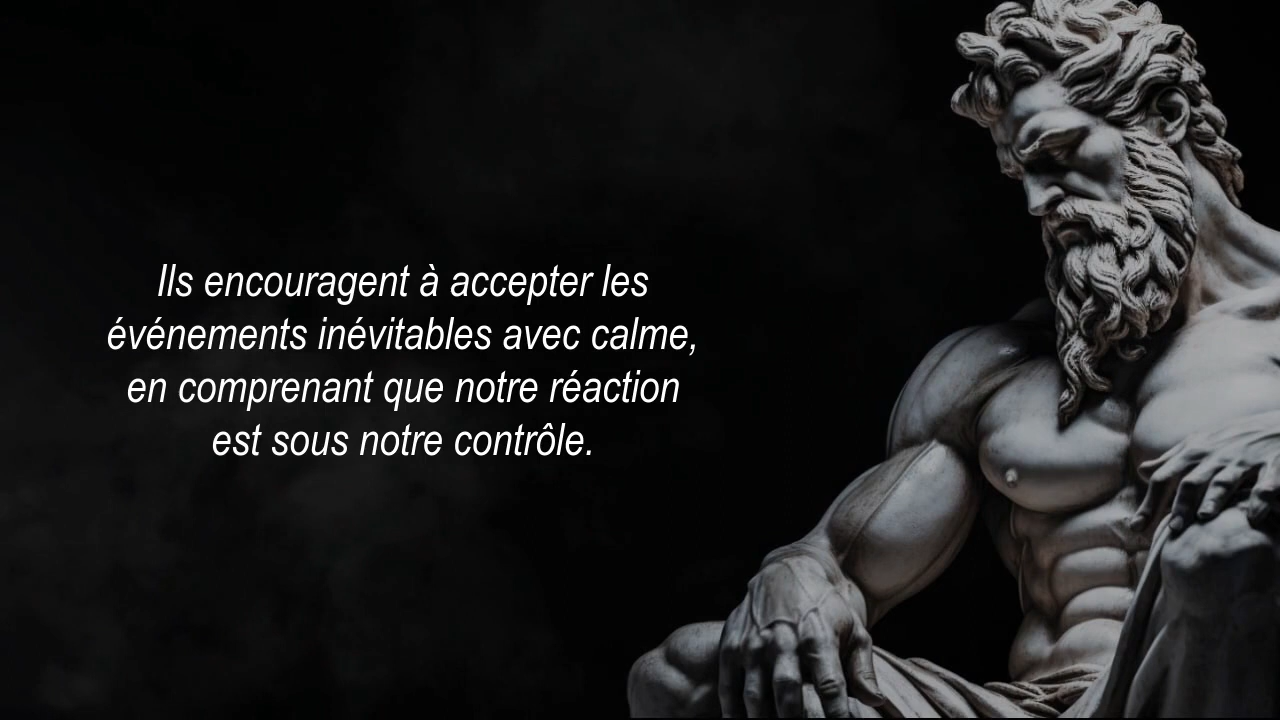 Ils encouragent à accepter les
événements inévitables avec calme,
en comprenant que notre réaction
est sous notre contrôle.